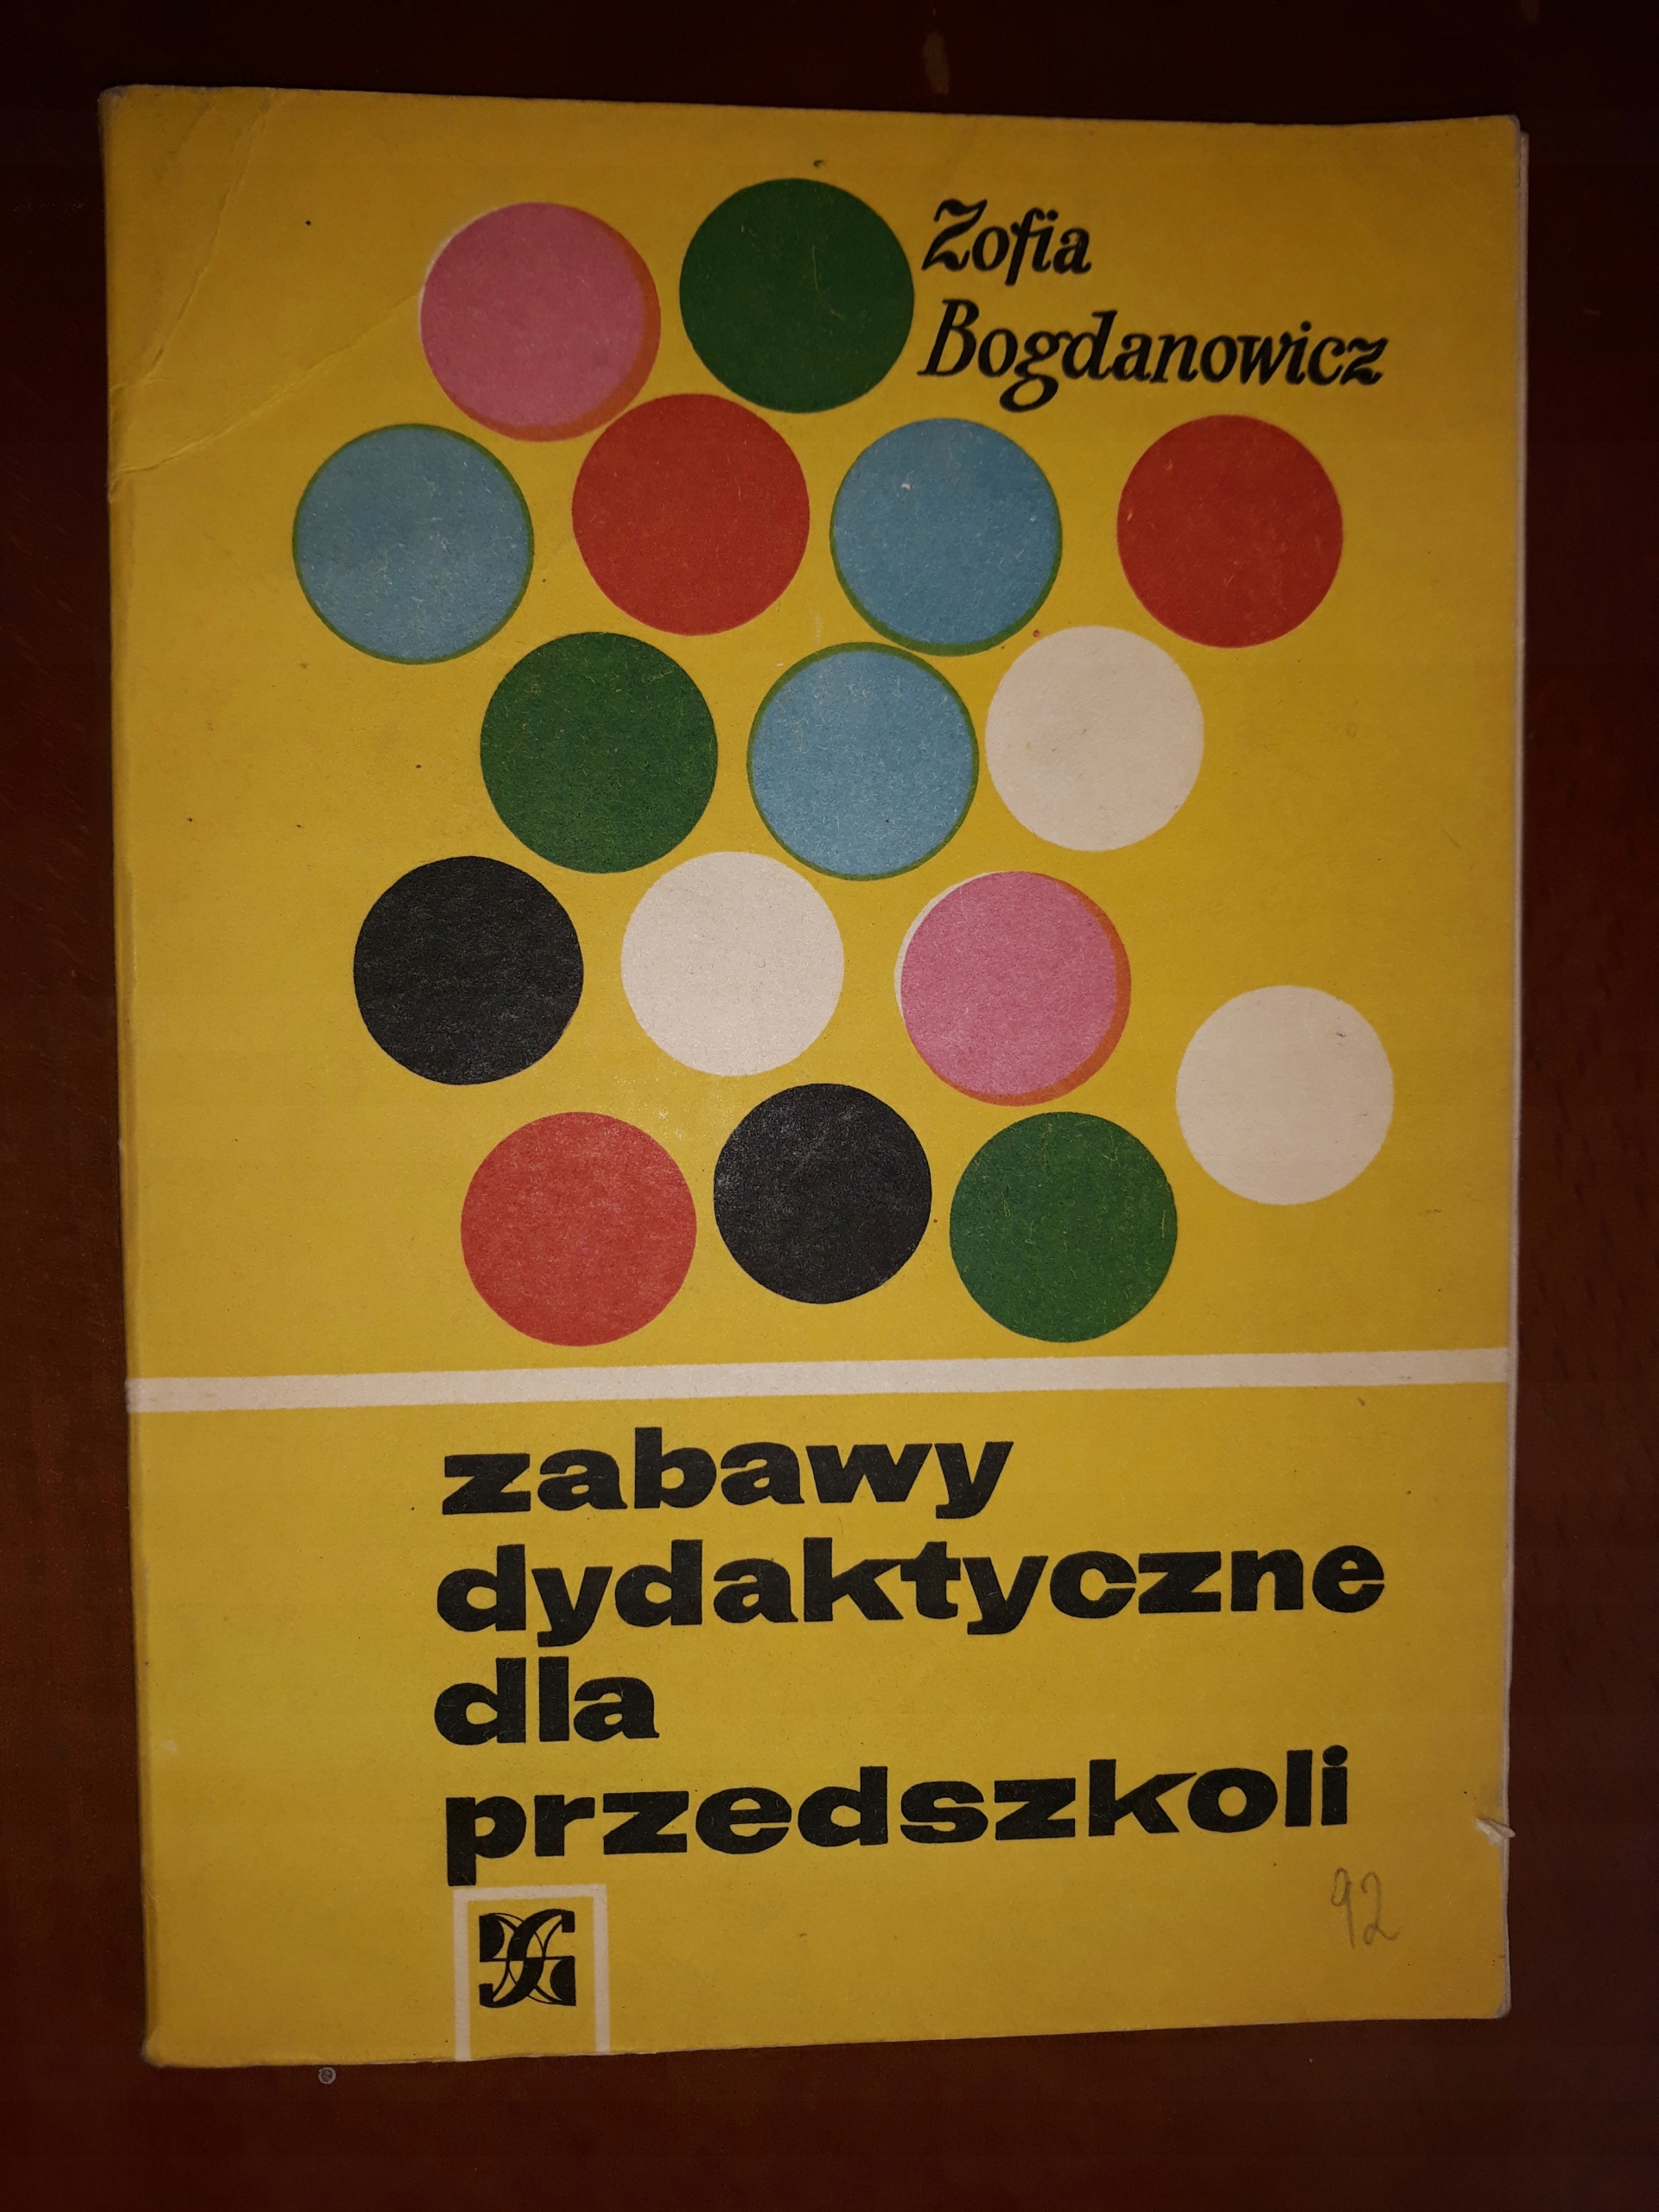 Zofia
Bogdanowicz
zabawy
dydaktyczne
dla
przedszkoli
92